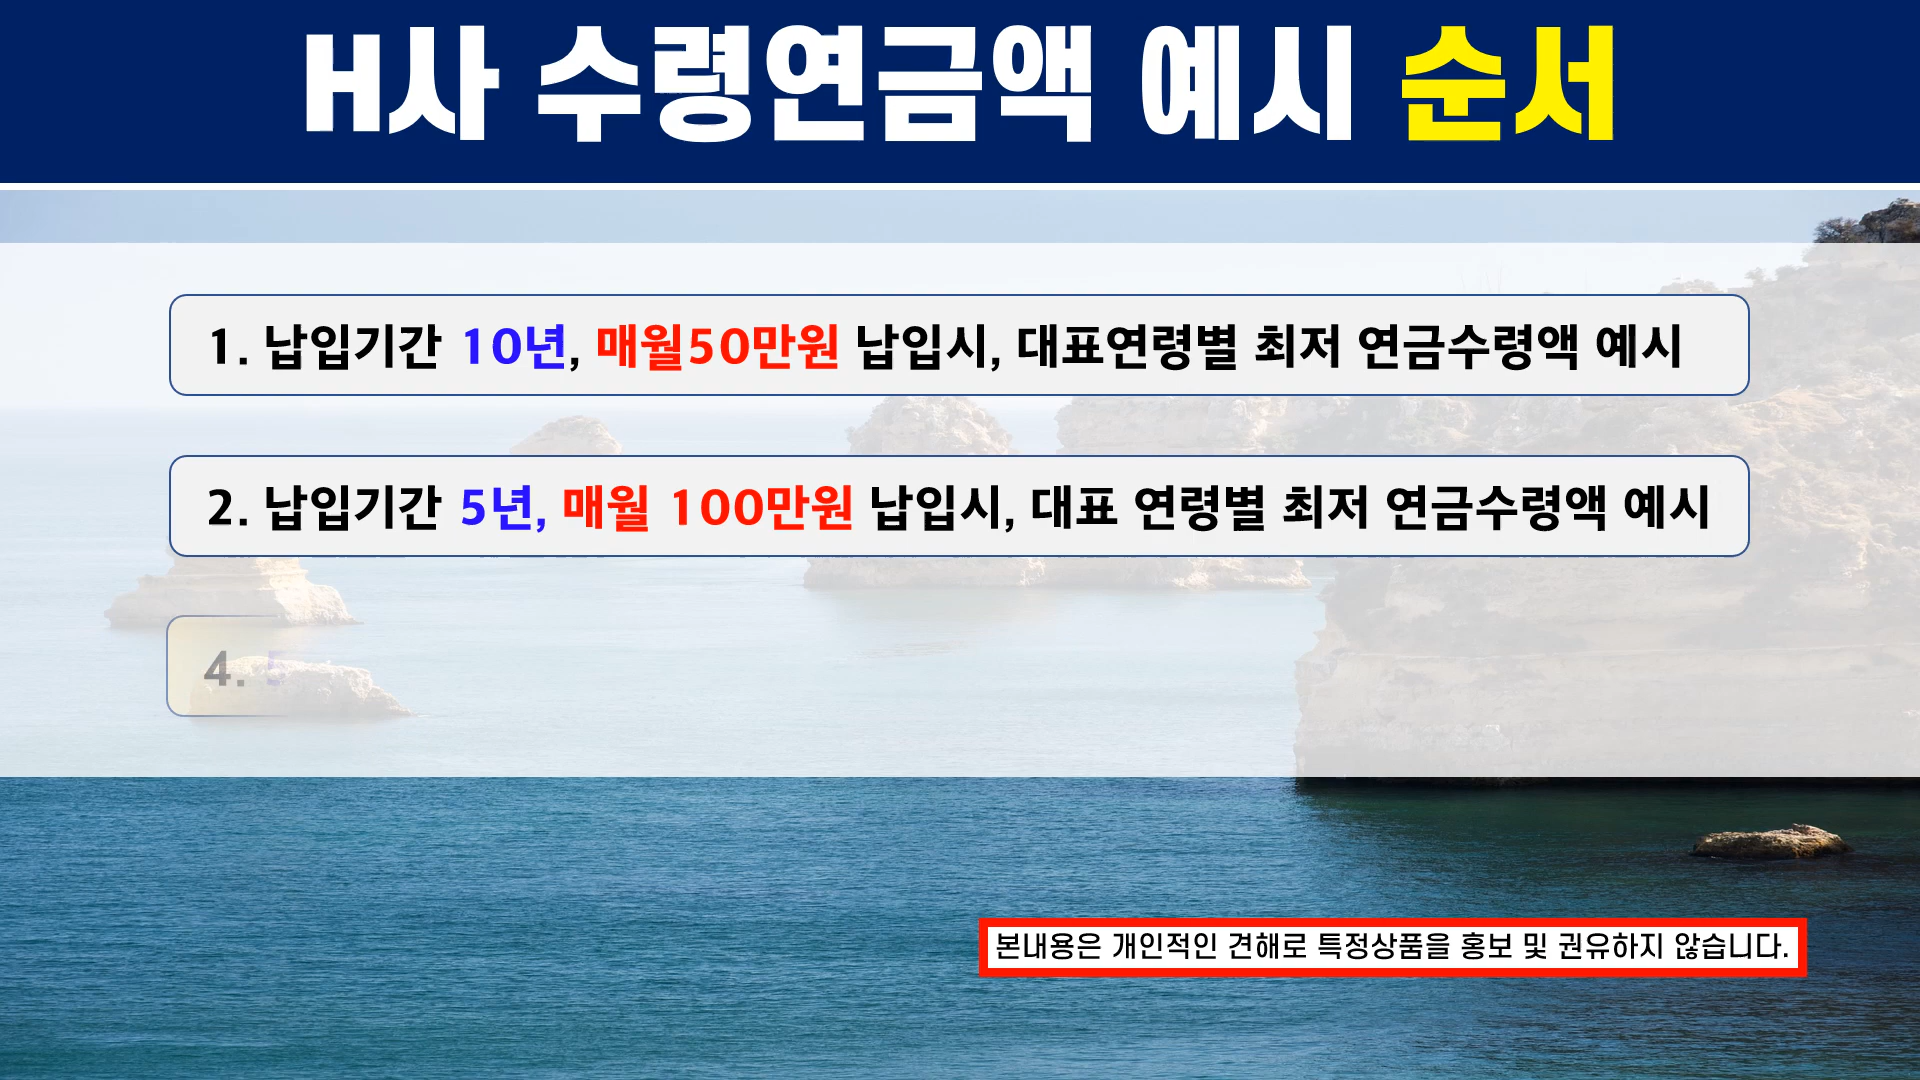 H사 수령연금액 예시 순서
1. 납입기간 10년, 매월50만원 납입시, 대표연령별 최저 연금수령액 예시
2. 납입기간 5년, 매월 100만원 납입시, 대표 연령별 최저 연금수령액 예시
4.
본내용은 개인적인 견해로 특정상품을 홍보 및 권유하지 않습니다.